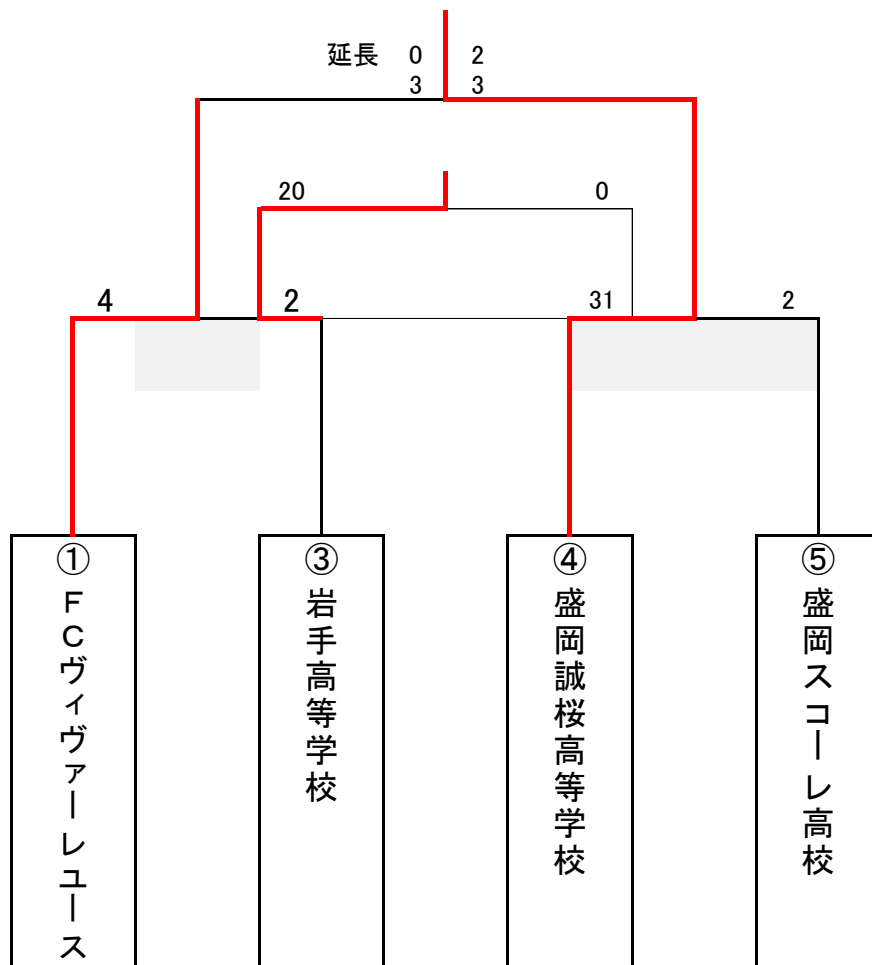 延長 0 2
3 3
20 0
4 2 31 2
① FCヴィヴァーレユース
③ 岩手高等学校
④ 盛岡誠桜高等学校
⑤ 盛岡スコーレ高校